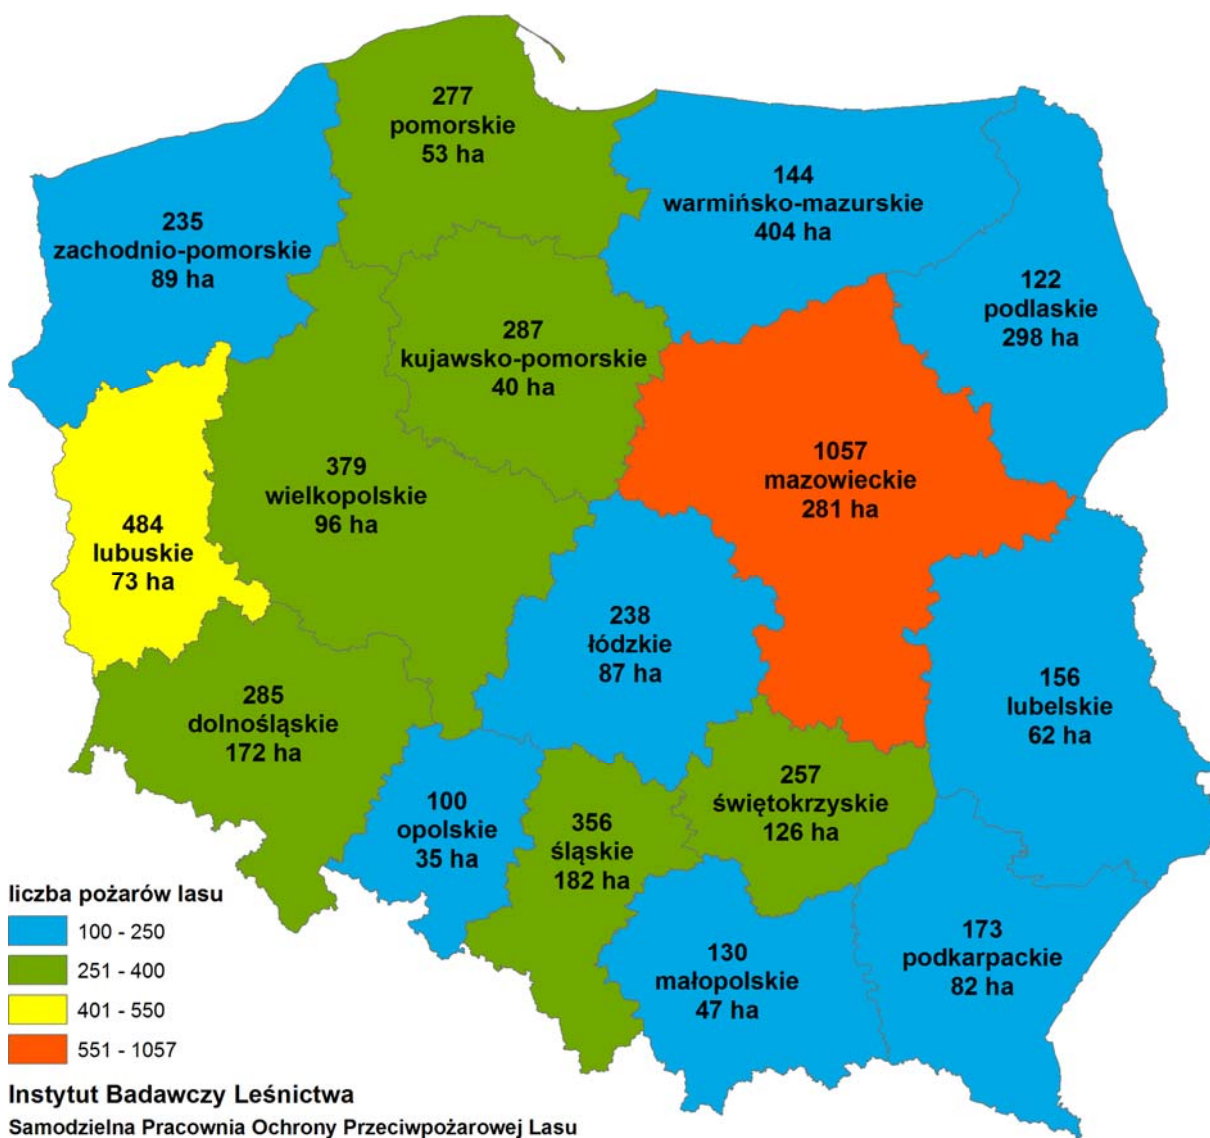 277
pomorskie
53 ha
144
warmińsko-mazurskie
404 ha
235
zachodnio-pomorskie
89 ha
122
podlaskie
298 ha
287
kujawsko-pomorskie
40 ha
1057
mazowieckie
281 ha
379
wielkopolskie
96 ha
484
lubuskie
73 ha
238
łódzkie
87 ha
156
lubelskie
62 ha
285
dolnośląskie
172 ha
257
świętokrzyskie
126 ha
100
opolskie
35 ha
356
śląskie
182 ha
173
podkarpackie
82 ha
130
małopolskie
47 ha
liczba pożarów lasu
100 - 250
251 - 400
401 - 550
551 - 1057
Instytut Badawczy Leśnictwa
Samodzielna Pracownia Ochrony Przeciwpożarowej Lasu